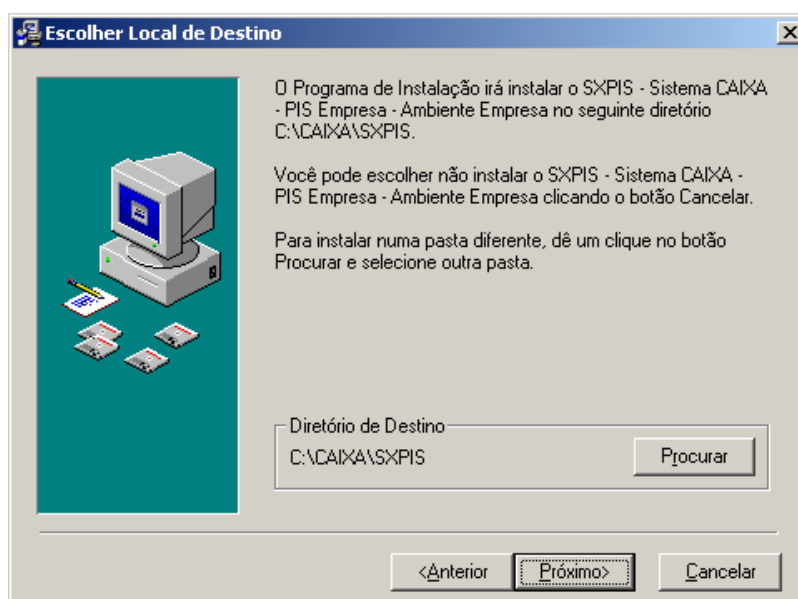 Escolher Local de Destino
O Programa de Instalação irá instalar o SXPIS - Sistema CAIXA
- PIS Empresa - Ambiente Empresa no seguinte diretório
C:\CAIXA\SXPIS.
Você pode escolher não instalar o SXPIS - Sistema CAIXA -
PIS Empresa - Ambiente Empresa clicando o botão Cancelar.
Para instalar numa pasta diferente, dê um clique no botão
Procurar e selecione outra pasta.
Diretório de Destino
C:\CAIXA\SXPIS
Procurar
<Anterior
Próximo>
Cancelar